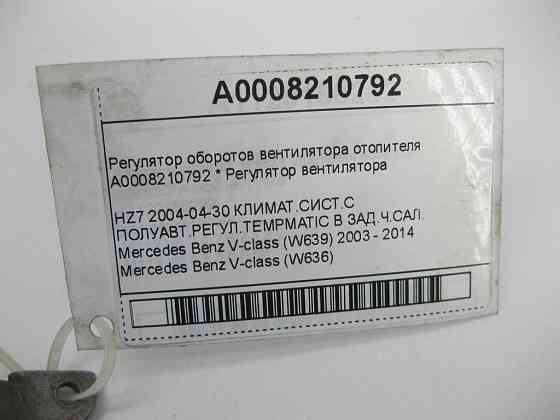 A0008210792
Регулятор оборотов вентилятора отопителя
A0008210792 * Регулятор вентилятора
HZ7 2004-04-30 КЛИМАТ.СИСТ.С
ПОЛУАВТ.РЕГУЛ.TEMPMATIC В ЗАД.Ч.САЛ.
Mercedes Benz V-class (W639) 2003 - 2014
Mercedes Benz V-class (W636)